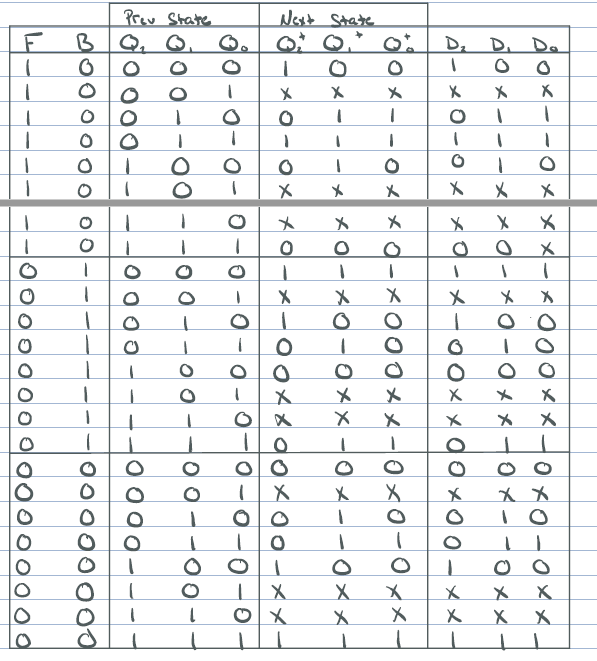 Prev State Next State
F B Q₂ Q₁ Q₀ Q₂⁺ Q₁⁺ Q₀⁺ D₂ D₁ D₀
1 0 0 0 0 1 0 0 1 0 0
1 0 0 0 1 x x x x x x
1 0 0 1 0 0 1 1 0 1 1
1 0 0 1 1 1 1 1 1 1 1
1 0 1 0 0 0 1 0 0 1 0
1 0 1 0 1 x x x x x x
1 0 1 1 0 x x x x x x
1 0 1 1 1 0 0 0 0 0 x
0 1 0 0 0 1 1 1 1 1 1
0 1 0 0 1 x x x x x x
0 1 0 1 0 1 0 0 1 0 0
0 1 0 1 1 0 1 0 0 1 0
0 1 1 0 0 0 0 0 0 0 0
0 1 1 0 1 x x x x x x
0 1 1 1 0 x x x x x x
0 1 1 1 1 0 1 1 0 1 1
0 0 0 0 0 0 0 0 0 0 0
0 0 0 0 1 x x x x x x
0 0 0 1 0 0 1 0 0 1 0
0 0 0 1 1 0 1 1 0 1 1
0 0 1 0 0 1 0 0 1 0 0
0 0 1 0 1 x x x x x x
0 0 1 1 0 x x x x x x
0 0 1 1 1 1 1 1 1 1 1